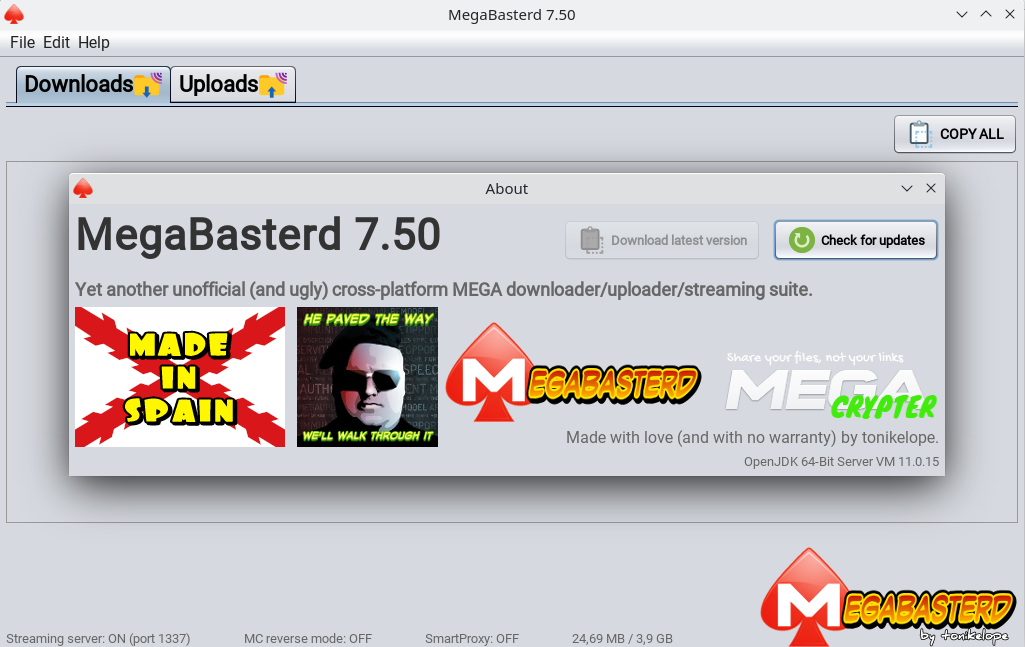 MegaBasterd 7.50
File Edit Help
Downloads Uploads
COPY ALL
About
MegaBasterd 7.50
Download latest version
Check for updates
Yet another unofficial (and ugly) cross-platform MEGA downloader/uploader/streaming suite.
MADE
IN
SPAIN
HE PAVED THE WAY
WE'LL WALK THROUGH IT
MEGABASTERD
Share your files, not your links
MEGA
CRYPTER
Made with love (and with no warranty) by tonikelope.
OpenJDK 64-Bit Server VM 11.0.15
MEGABASTERD
by tonikelope
Streaming server: ON (port 1337) MC reverse mode: OFF SmartProxy: OFF 24,69 MB / 3,9 GB